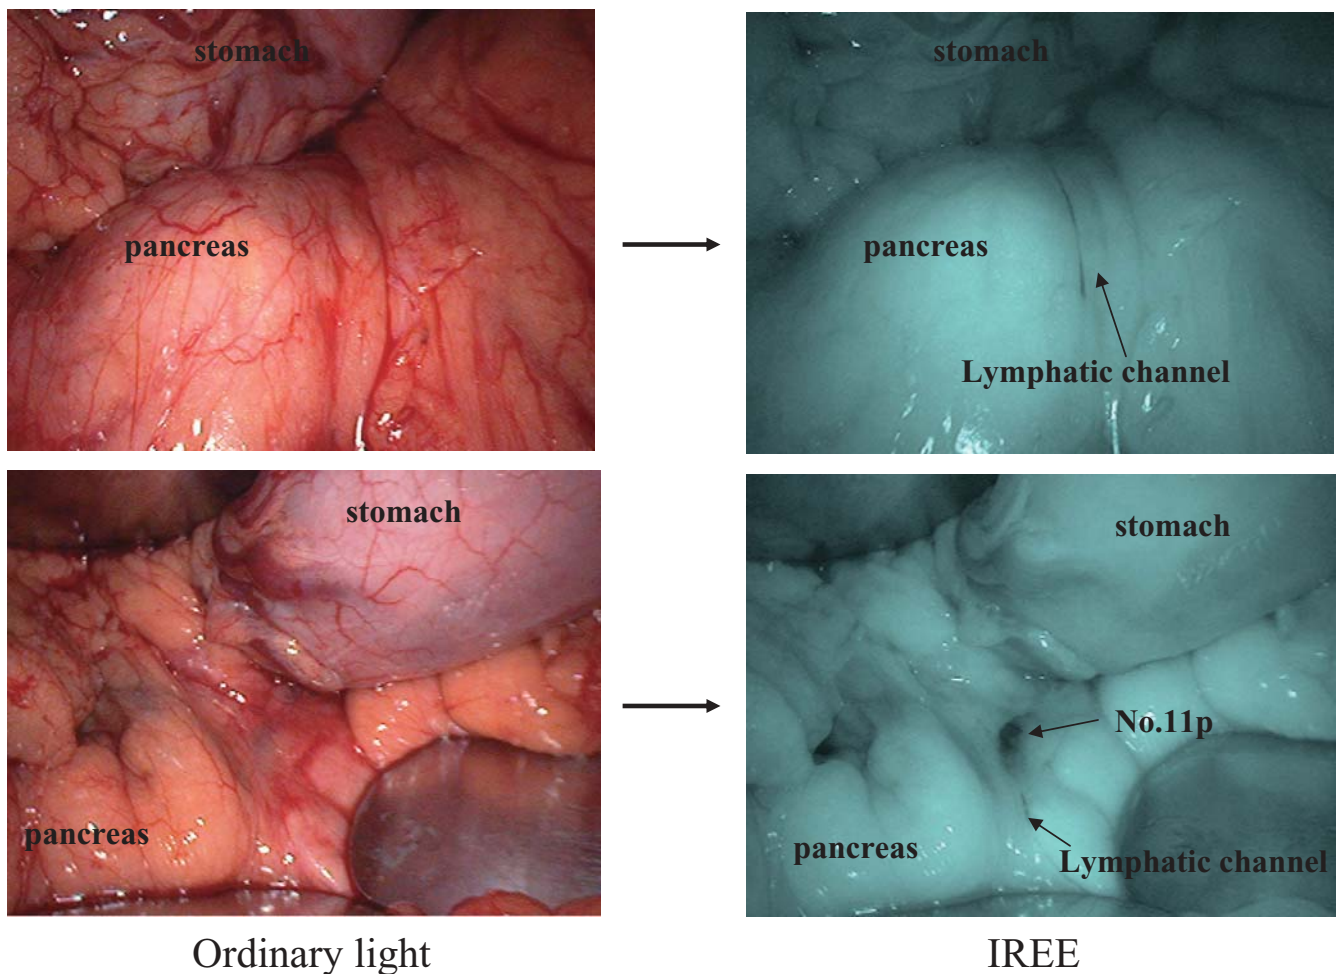 stomach
stomach
pancreas
pancreas
Lymphatic channel
stomach
stomach
No.11p
pancreas
pancreas
Lymphatic channel
Ordinary light
IREE